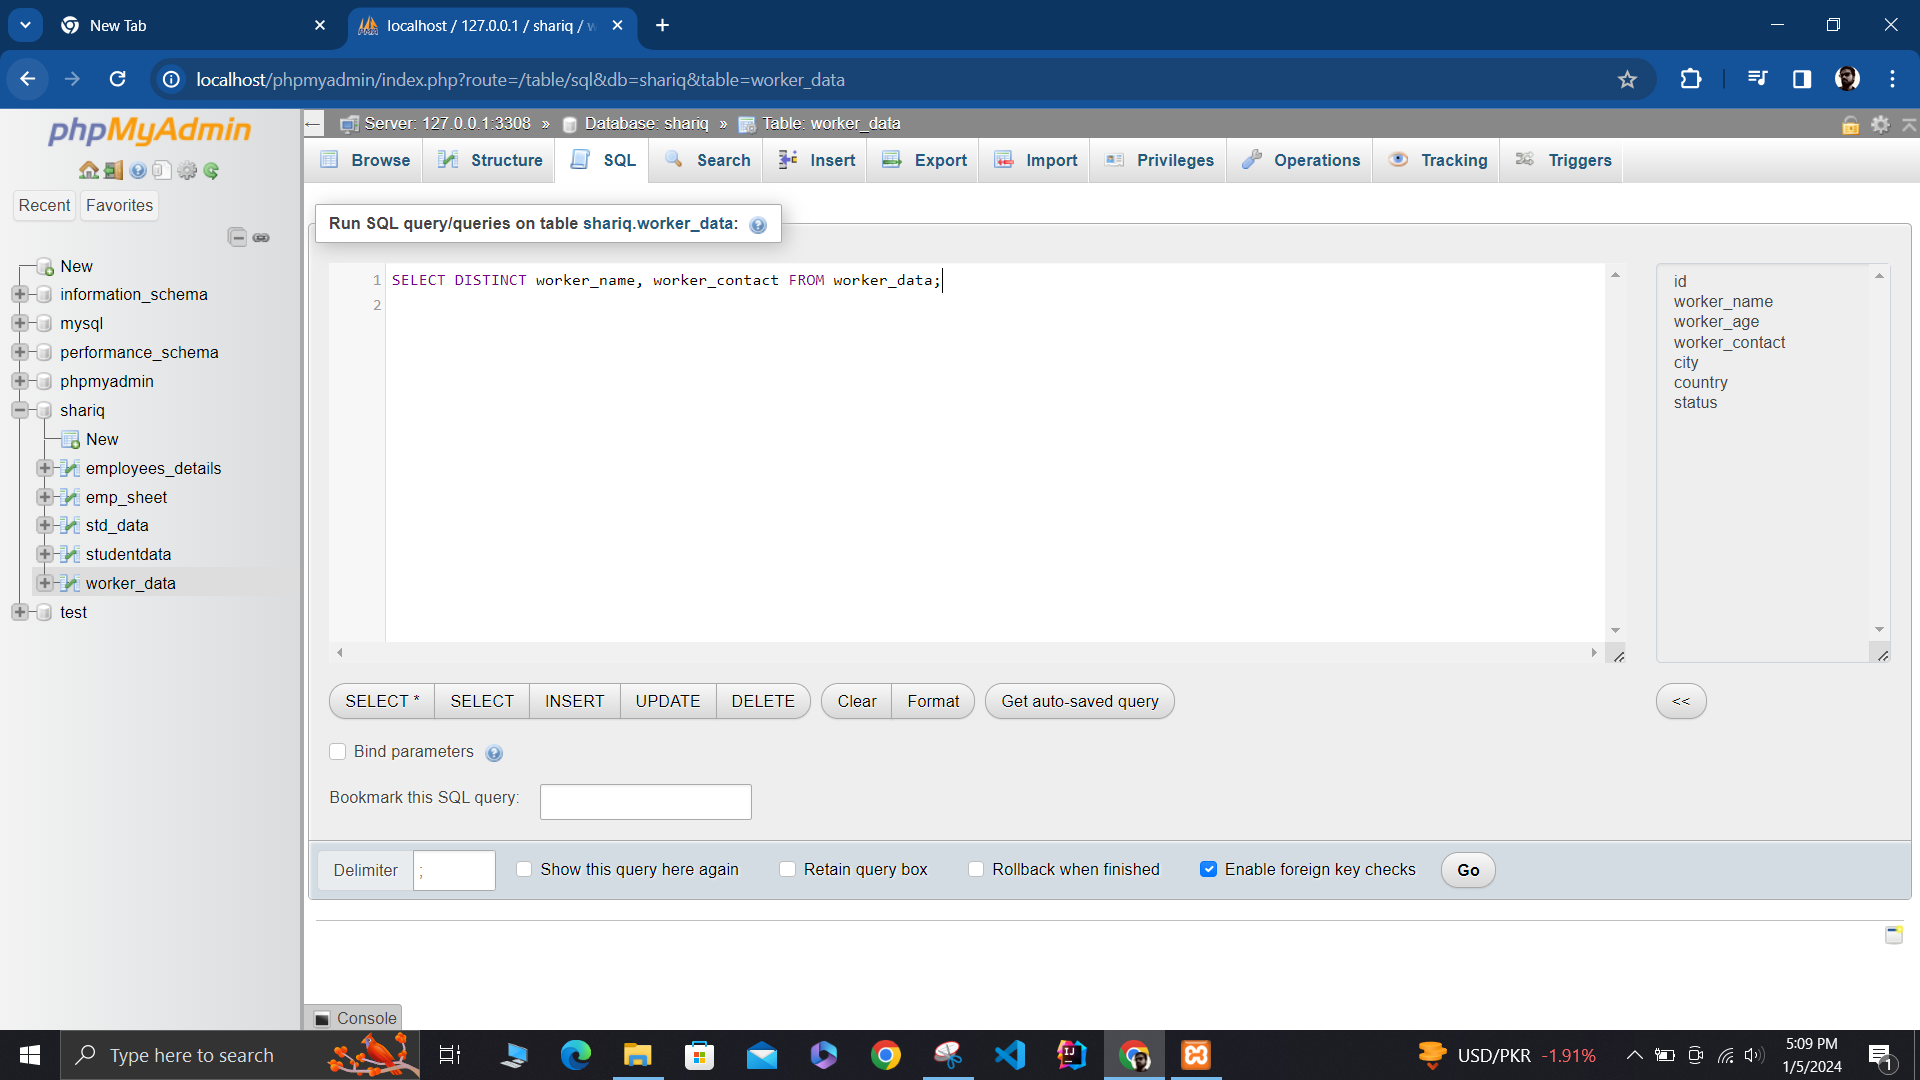 New Tab
localhost / 127.0.0.1 / shariq / w
localhost/phpmyadmin/index.php?route=/table/sql&db=shariq&table=worker_data
phpMyAdmin
Server: 127.0.0.1:3308 » Database: shariq » Table: worker_data
Browse Structure SQL Search Insert Export Import Privileges Operations Tracking Triggers
Recent Favorites
New
information_schema
mysql
performance_schema
phpmyadmin
shariq
New
employees_details
emp_sheet
std_data
studentdata
worker_data
test
Run SQL query/queries on table shariq.worker_data:
1 SELECT DISTINCT worker_name, worker_contact FROM worker_data;
2
id
worker_name
worker_age
worker_contact
city
country
status
SELECT * SELECT INSERT UPDATE DELETE Clear Format Get auto-saved query <<
Bind parameters
Bookmark this SQL query:
Delimiter ; Show this query here again Retain query box Rollback when finished Enable foreign key checks Go
Console
Type here to search
USD/PKR -1.91%
5:09 PM
1/5/2024
1